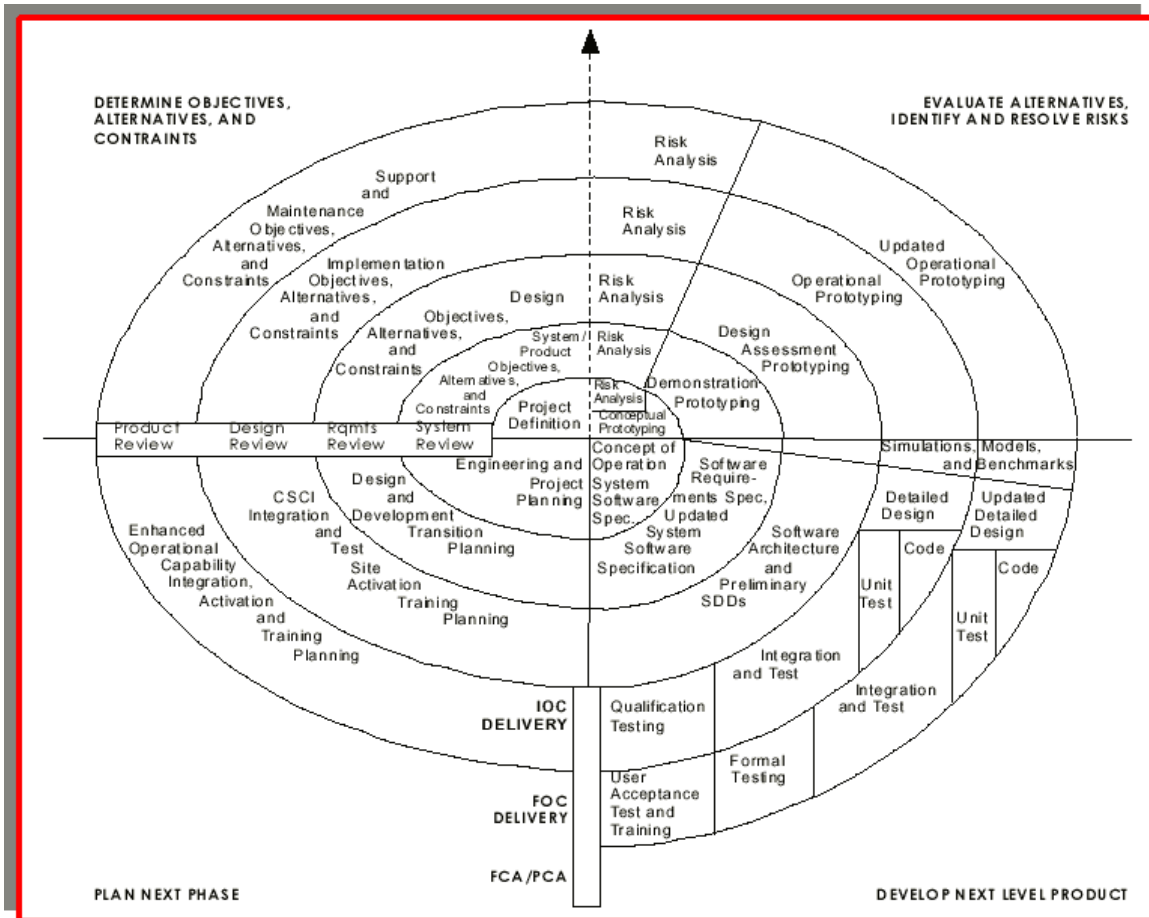 DETERMINE OBJECTIVES,
ALTERNATIVES, AND
CONTRAINTS
EVALUATE ALTERNATIVES,
IDENTIFY AND RESOLVE RISKS
Risk
Analysis
Support
and
Maintenance
Objectives,
Alternatives,
and
Constraints
Risk
Analysis
Updated
Operational
Prototyping
Implementation
Objectives,
Alternatives,
and
Constraints
Risk
Analysis
Operational
Prototyping
Design
Objectives,
Alternatives,
and
Constraints
Risk
Analysis
Design
Assessment
Prototyping
System/
Product
Objectives,
Alternatives,
and
Constraints
Risk
Analysis
Demonstration
Prototyping
Project
Definition
Conceptual
Prototyping
Product
Review
Design
Review
Rqmts
Review
System
Review
Engineering and
Project
Planning
Concept of
Operation
System
Software
Spec.
Software
Require-
ments Spec,
Updated
System
Software
Specification
Simulations, Models,
and Benchmarks
Design
and
Development
Transition
Planning
CSCI
Integration
and
Test
Site
Activation
Training
Planning
Enhanced
Operational
Capability
Integration,
Activation
and
Training
Planning
Software
Architecture
and
Preliminary
SDDs
Detailed
Design
Updated
Detailed
Design
Code
Code
Unit
Test
Unit
Test
Integration
and Test
Integration
and Test
IOC
DELIVERY
Qualification
Testing
Formal
Testing
FOC
DELIVERY
User
Acceptance
Test and
Training
FCA/PCA
PLAN NEXT PHASE
DEVELOP NEXT LEVEL PRODUCT